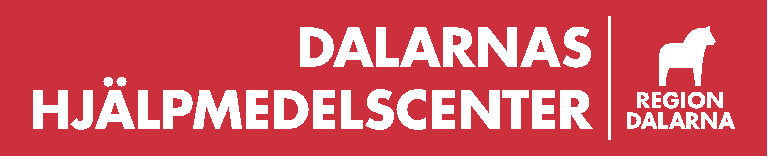 DALARNAS
HJÄLPMEDELSCENTER
REGION
DALARNA